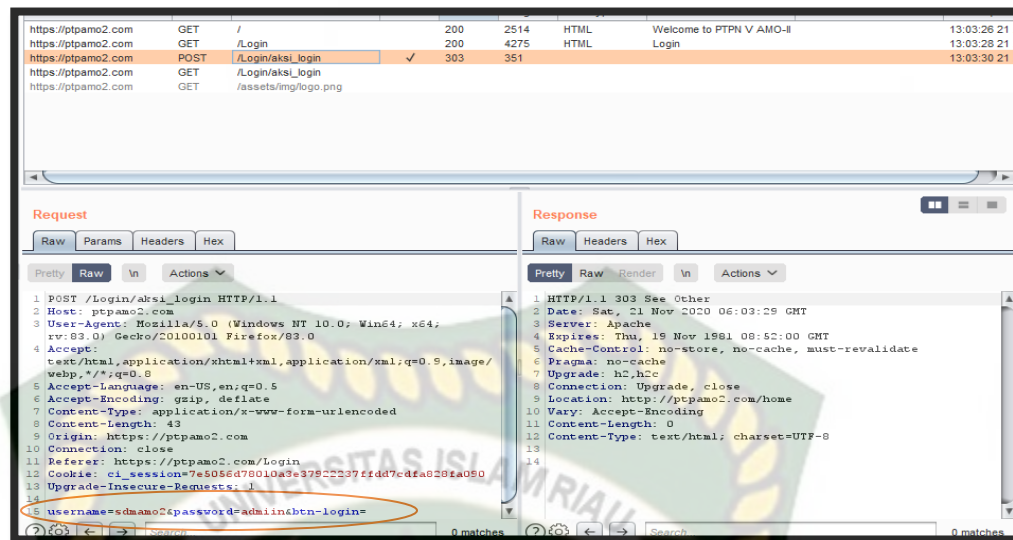 https://ptpamo2.com GET / 200 2514 HTML Welcome to PTPN V AMO-II 13:03:26 21
https://ptpamo2.com GET /Login 200 4275 HTML Login 13:03:28 21
https://ptpamo2.com POST /Login/aksi_login ✓ 303 351 13:03:30 21
https://ptpamo2.com GET /Login/aksi_login
https://ptpamo2.com GET /assets/img/logo.png
Request
Raw Params Headers Hex
Pretty Raw \n Actions
1 POST /Login/aksi_login HTTP/1.1
2 Host: ptpamo2.com
3 User-Agent: Mozilla/5.0 (Windows NT 10.0; Win64; x64;
rv:83.0) Gecko/20100101 Firefox/83.0
4 Accept:
text/html,application/xhtml+xml,application/xml;q=0.9,image/
webp,*/*;q=0.8
5 Accept-Language: en-US,en;q=0.5
6 Accept-Encoding: gzip, deflate
7 Content-Type: application/x-www-form-urlencoded
8 Content-Length: 43
9 Origin: https://ptpamo2.com
10 Connection: close
11 Referer: https://ptpamo2.com/Login
12 Cookie: ci_session=7e5056d78010a3e37922237ffdd7cdfa828fa090
13 Upgrade-Insecure-Requests: 1
14
15 username=sdmamo2&password=admiin&btn-login=
Search 0 matches
Response
Raw Headers Hex
Pretty Raw Render \n Actions
1 HTTP/1.1 303 See Other
2 Date: Sat, 21 Nov 2020 06:03:29 GMT
3 Server: Apache
4 Expires: Thu, 19 Nov 1981 08:52:00 GMT
5 Cache-Control: no-store, no-cache, must-revalidate
6 Pragma: no-cache
7 Upgrade: h2,h2c
8 Connection: Upgrade, close
9 Location: http://ptpamo2.com/home
10 Vary: Accept-Encoding
11 Content-Length: 0
12 Content-Type: text/html; charset=UTF-8
13
14
Search 0 matches
UNIVERSITAS ISLAM RIAU